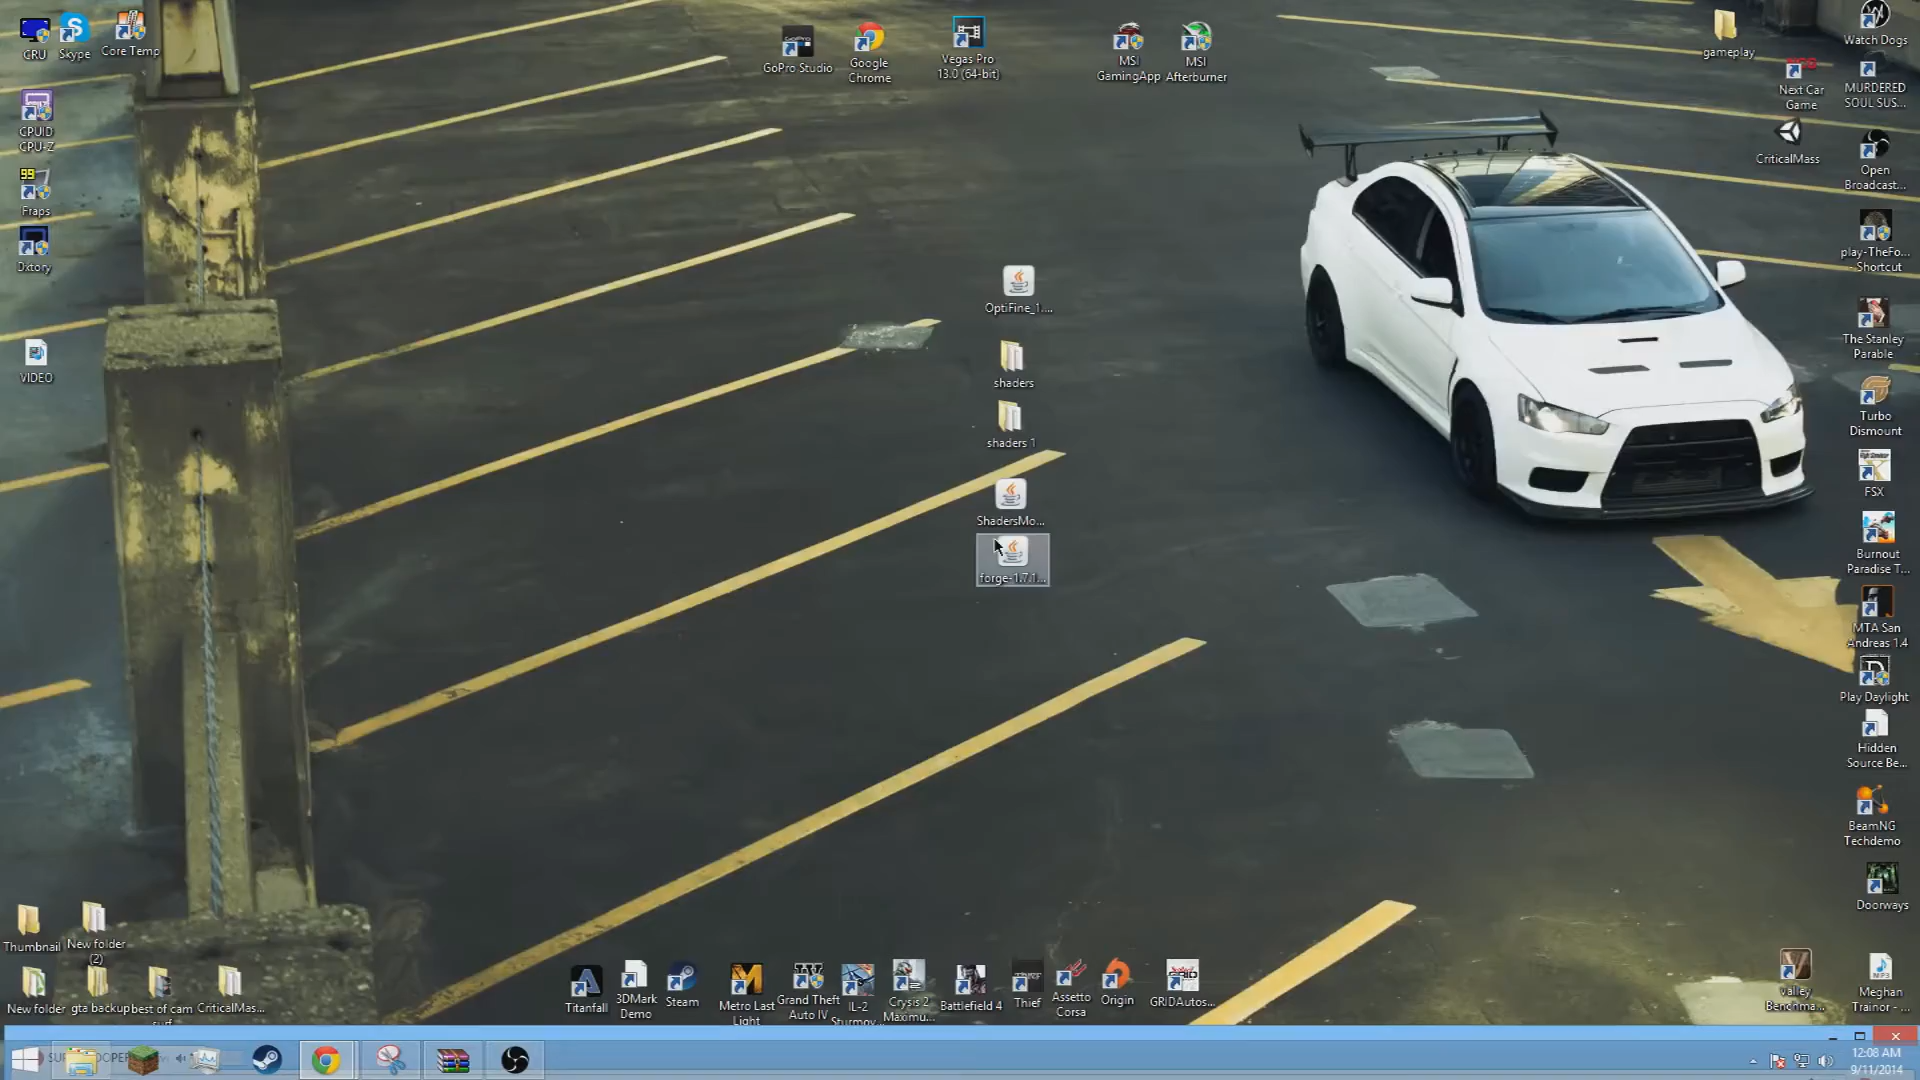 CRU
Skype
Core Temp
GoPro Studio
Google
Chrome
Vegas Pro
13.0 (64-bit)
MSI
GamingApp
MSI
Afterburner
gameplay
Watch Dogs
Next Car
Game
MURDERED
SOUL SUS...
CPUID
CPU-Z
CriticalMass
Open
Broadcast...
99
Fraps
Dxtory
play-TheFo...
- Shortcut
OptiFine_1....
The Stanley
Parable
VIDEO
shaders
Turbo
Dismount
shaders 1
FSX
ShadersMo...
Burnout
Paradise T...
forge-1.7.1...
MTA San
Andreas 1.4
Play Daylight
Hidden
Source Be...
BeamNG
Techdemo
Doorways
Thumbnail
New folder
(2)
New folder
gta backup
best of cam
surf
CriticalMas...
Titanfall
3DMark
Demo
Steam
Metro Last
Light
Grand Theft
Auto IV
IL-2
Sturmov...
Crysis 2
Maximu...
Battlefield 4
Thief
Assetto
Corsa
Origin
GRIDAutos...
Valley
Benchma...
MP3
Meghan
Trainor - ...
12:08 AM
9/11/2014